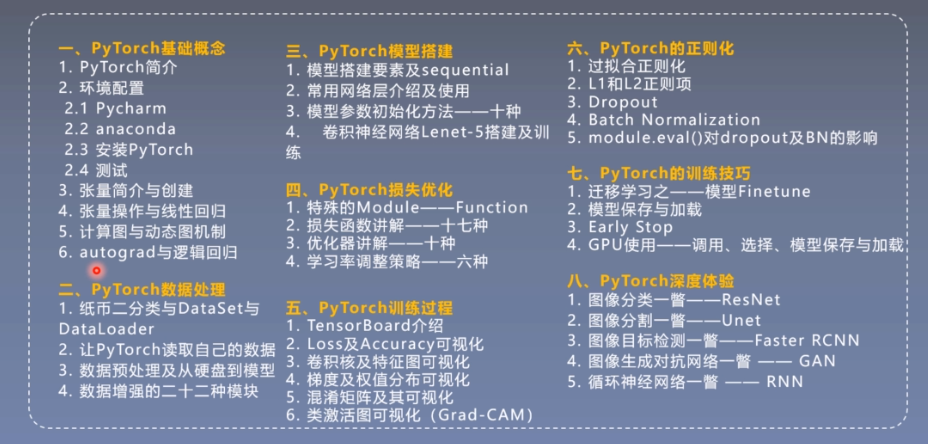 一、PyTorch基础概念
1. PyTorch简介
2. 环境配置
2.1 Pycharm
2.2 anaconda
2.3 安装PyTorch
2.4 测试
3. 张量简介与创建
4. 张量操作与线性回归
5. 计算图与动态图机制
6. autograd与逻辑回归
二、PyTorch数据处理
1. 纸币二分类与DataSet与
DataLoader
2. 让PyTorch读取自己的数据
3. 数据预处理及从硬盘到模型
4. 数据增强的二十二种模块
三、PyTorch模型搭建
1. 模型搭建要素及sequential
2. 常用网络层介绍及使用
3. 模型参数初始化方法——十种
4. 卷积神经网络Lenet-5搭建及训
练
四、PyTorch损失优化
1. 特殊的Module——Function
2. 损失函数讲解——十七种
3. 优化器讲解——十种
4. 学习率调整策略——六种
五、PyTorch训练过程
1. TensorBoard介绍
2. Loss及Accuracy可视化
3. 卷积核及特征图可视化
4. 梯度及权值分布可视化
5. 混淆矩阵及其可视化
6. 类激活图可视化（Grad-CAM）
六、PyTorch的正则化
1. 过拟合正则化
2. L1和L2正则项
3. Dropout
4. Batch Normalization
5. module.eval()对dropout及BN的影响
七、PyTorch的训练技巧
1. 迁移学习之——模型Finetune
2. 模型保存与加载
3. Early Stop
4. GPU使用——调用、选择、模型保存与加载
八、PyTorch深度体验
1. 图像分类一瞥——ResNet
2. 图像分割一瞥——Unet
3. 图像目标检测一瞥——Faster RCNN
4. 图像生成对抗网络一瞥 —— GAN
5. 循环神经网络一瞥 —— RNN